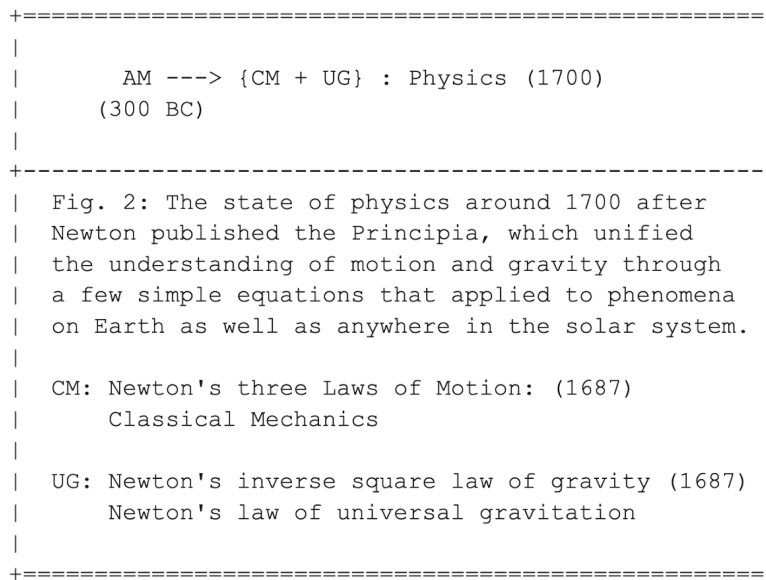 +====================================================
|
|       AM ---> {CM + UG} : Physics (1700)
|     (300 BC)
|
+----------------------------------------------------
|  Fig. 2: The state of physics around 1700 after
|  Newton published the Principia, which unified
|  the understanding of motion and gravity through
|  a few simple equations that applied to phenomena
|  on Earth as well as anywhere in the solar system.
|
|  CM: Newton's three Laws of Motion: (1687)
|      Classical Mechanics
|
|  UG: Newton's inverse square law of gravity (1687)
|      Newton's law of universal gravitation
|
+====================================================